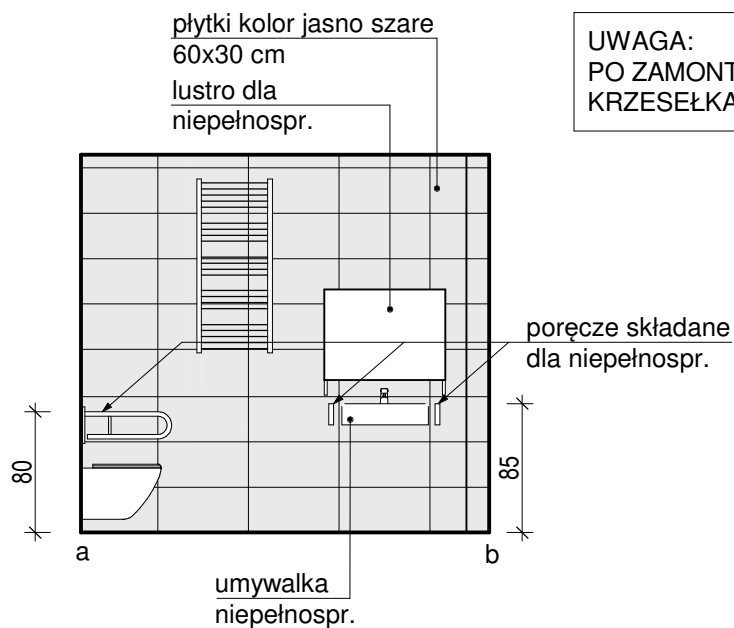 płytki kolor jasno szare
60x30 cm
lustro dla
niepełnospr.
UWAGA:
PO ZAMONT
KRZESEŁKA
poręcze składane
dla niepełnospr.
80
85
a
b
umywalka
niepełnospr.